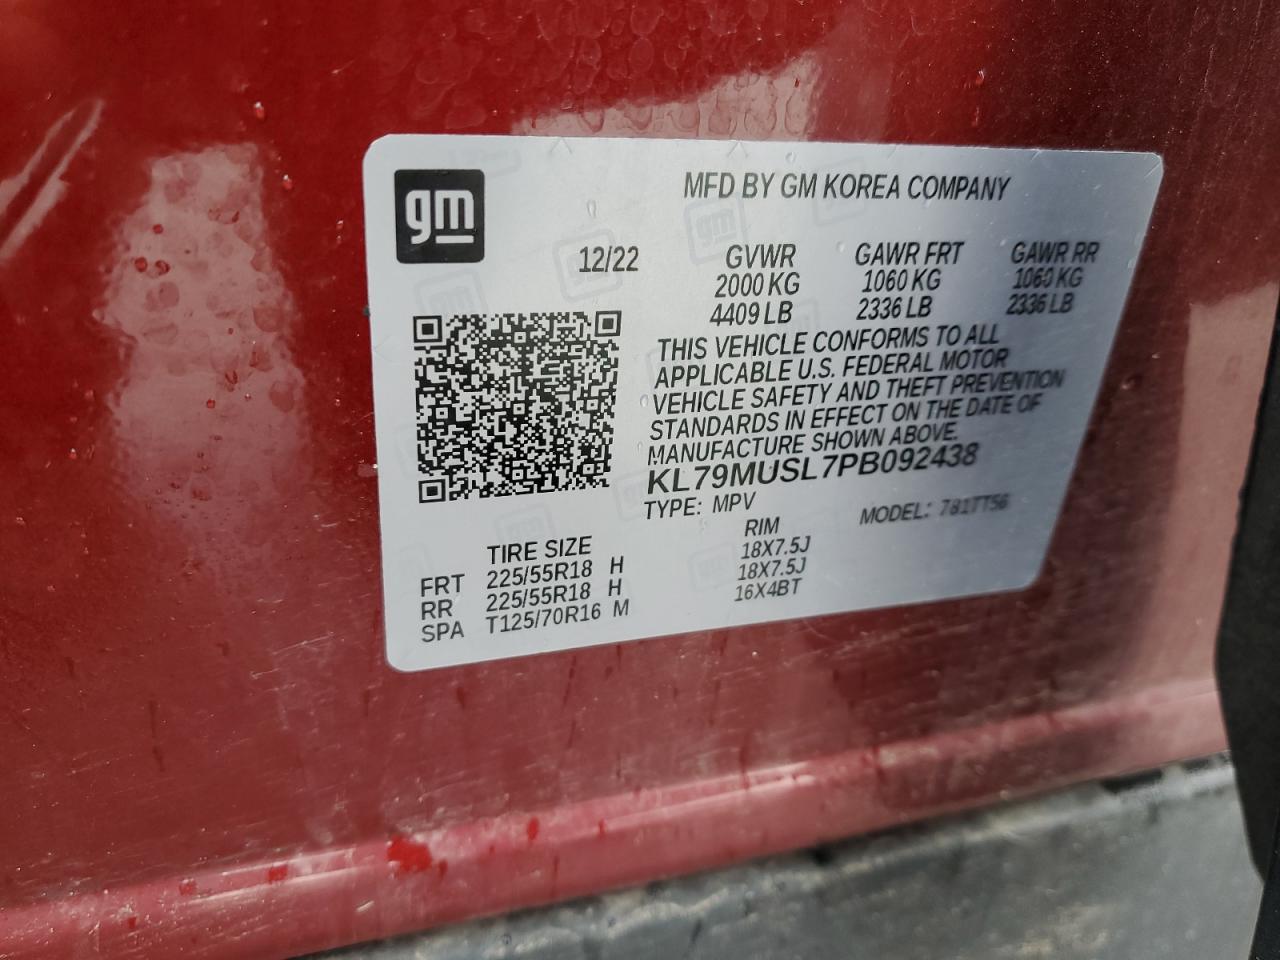 gm
MFD BY GM KOREA COMPANY
12/22 GVWR GAWR FRT GAWR RR
2000 KG 1060 KG 1060 KG
4409 LB 2336 LB 2336 LB
THIS VEHICLE CONFORMS TO ALL
APPLICABLE U.S. FEDERAL MOTOR
VEHICLE SAFETY AND THEFT PREVENTION
STANDARDS IN EFFECT ON THE DATE OF
MANUFACTURE SHOWN ABOVE.
KL79MUSL7PB092438
TYPE: MPV MODEL: 781TT56
TIRE SIZE RIM
FRT 225/55R18 H 18X7.5J
RR 225/55R18 H 18X7.5J
SPA T125/70R16 M 16X4BT